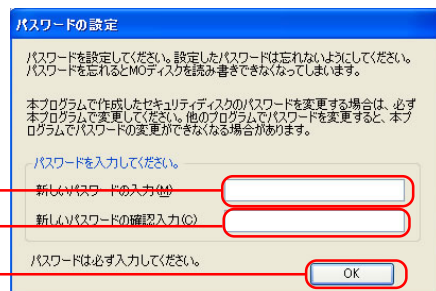 パスワードの設定
パスワードを設定してください。設定したパスワードは忘れないようにしてください。
パスワードを忘れるとMOディスクを読み書きできなくなってしまいます。
本プログラムで作成したセキュリティディスクのパスワードを変更する場合は、必ず
本プログラムで変更してください。他のプログラムでパスワードを変更すると、本プ
ログラムでパスワードの変更ができなくなる場合があります。
パスワードを入力してください。
新しいパスワードの入力(M)
新しいパスワードの確認入力(C)
パスワードは必ず入力してください。
OK